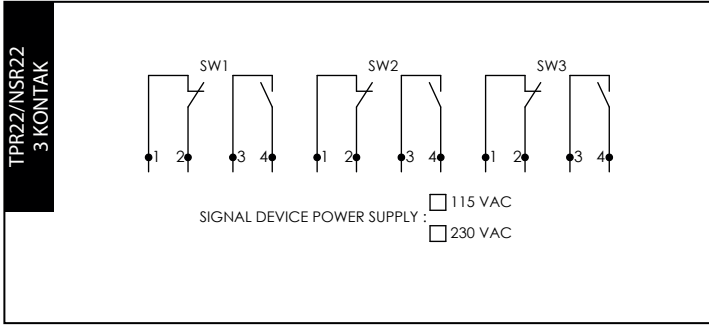 TPR22/NSR22
3 KONTAK
SW1 SW2 SW3
1 2 3 4 1 2 3 4 1 2 3 4
SIGNAL DEVICE POWER SUPPLY :
115 VAC
230 VAC